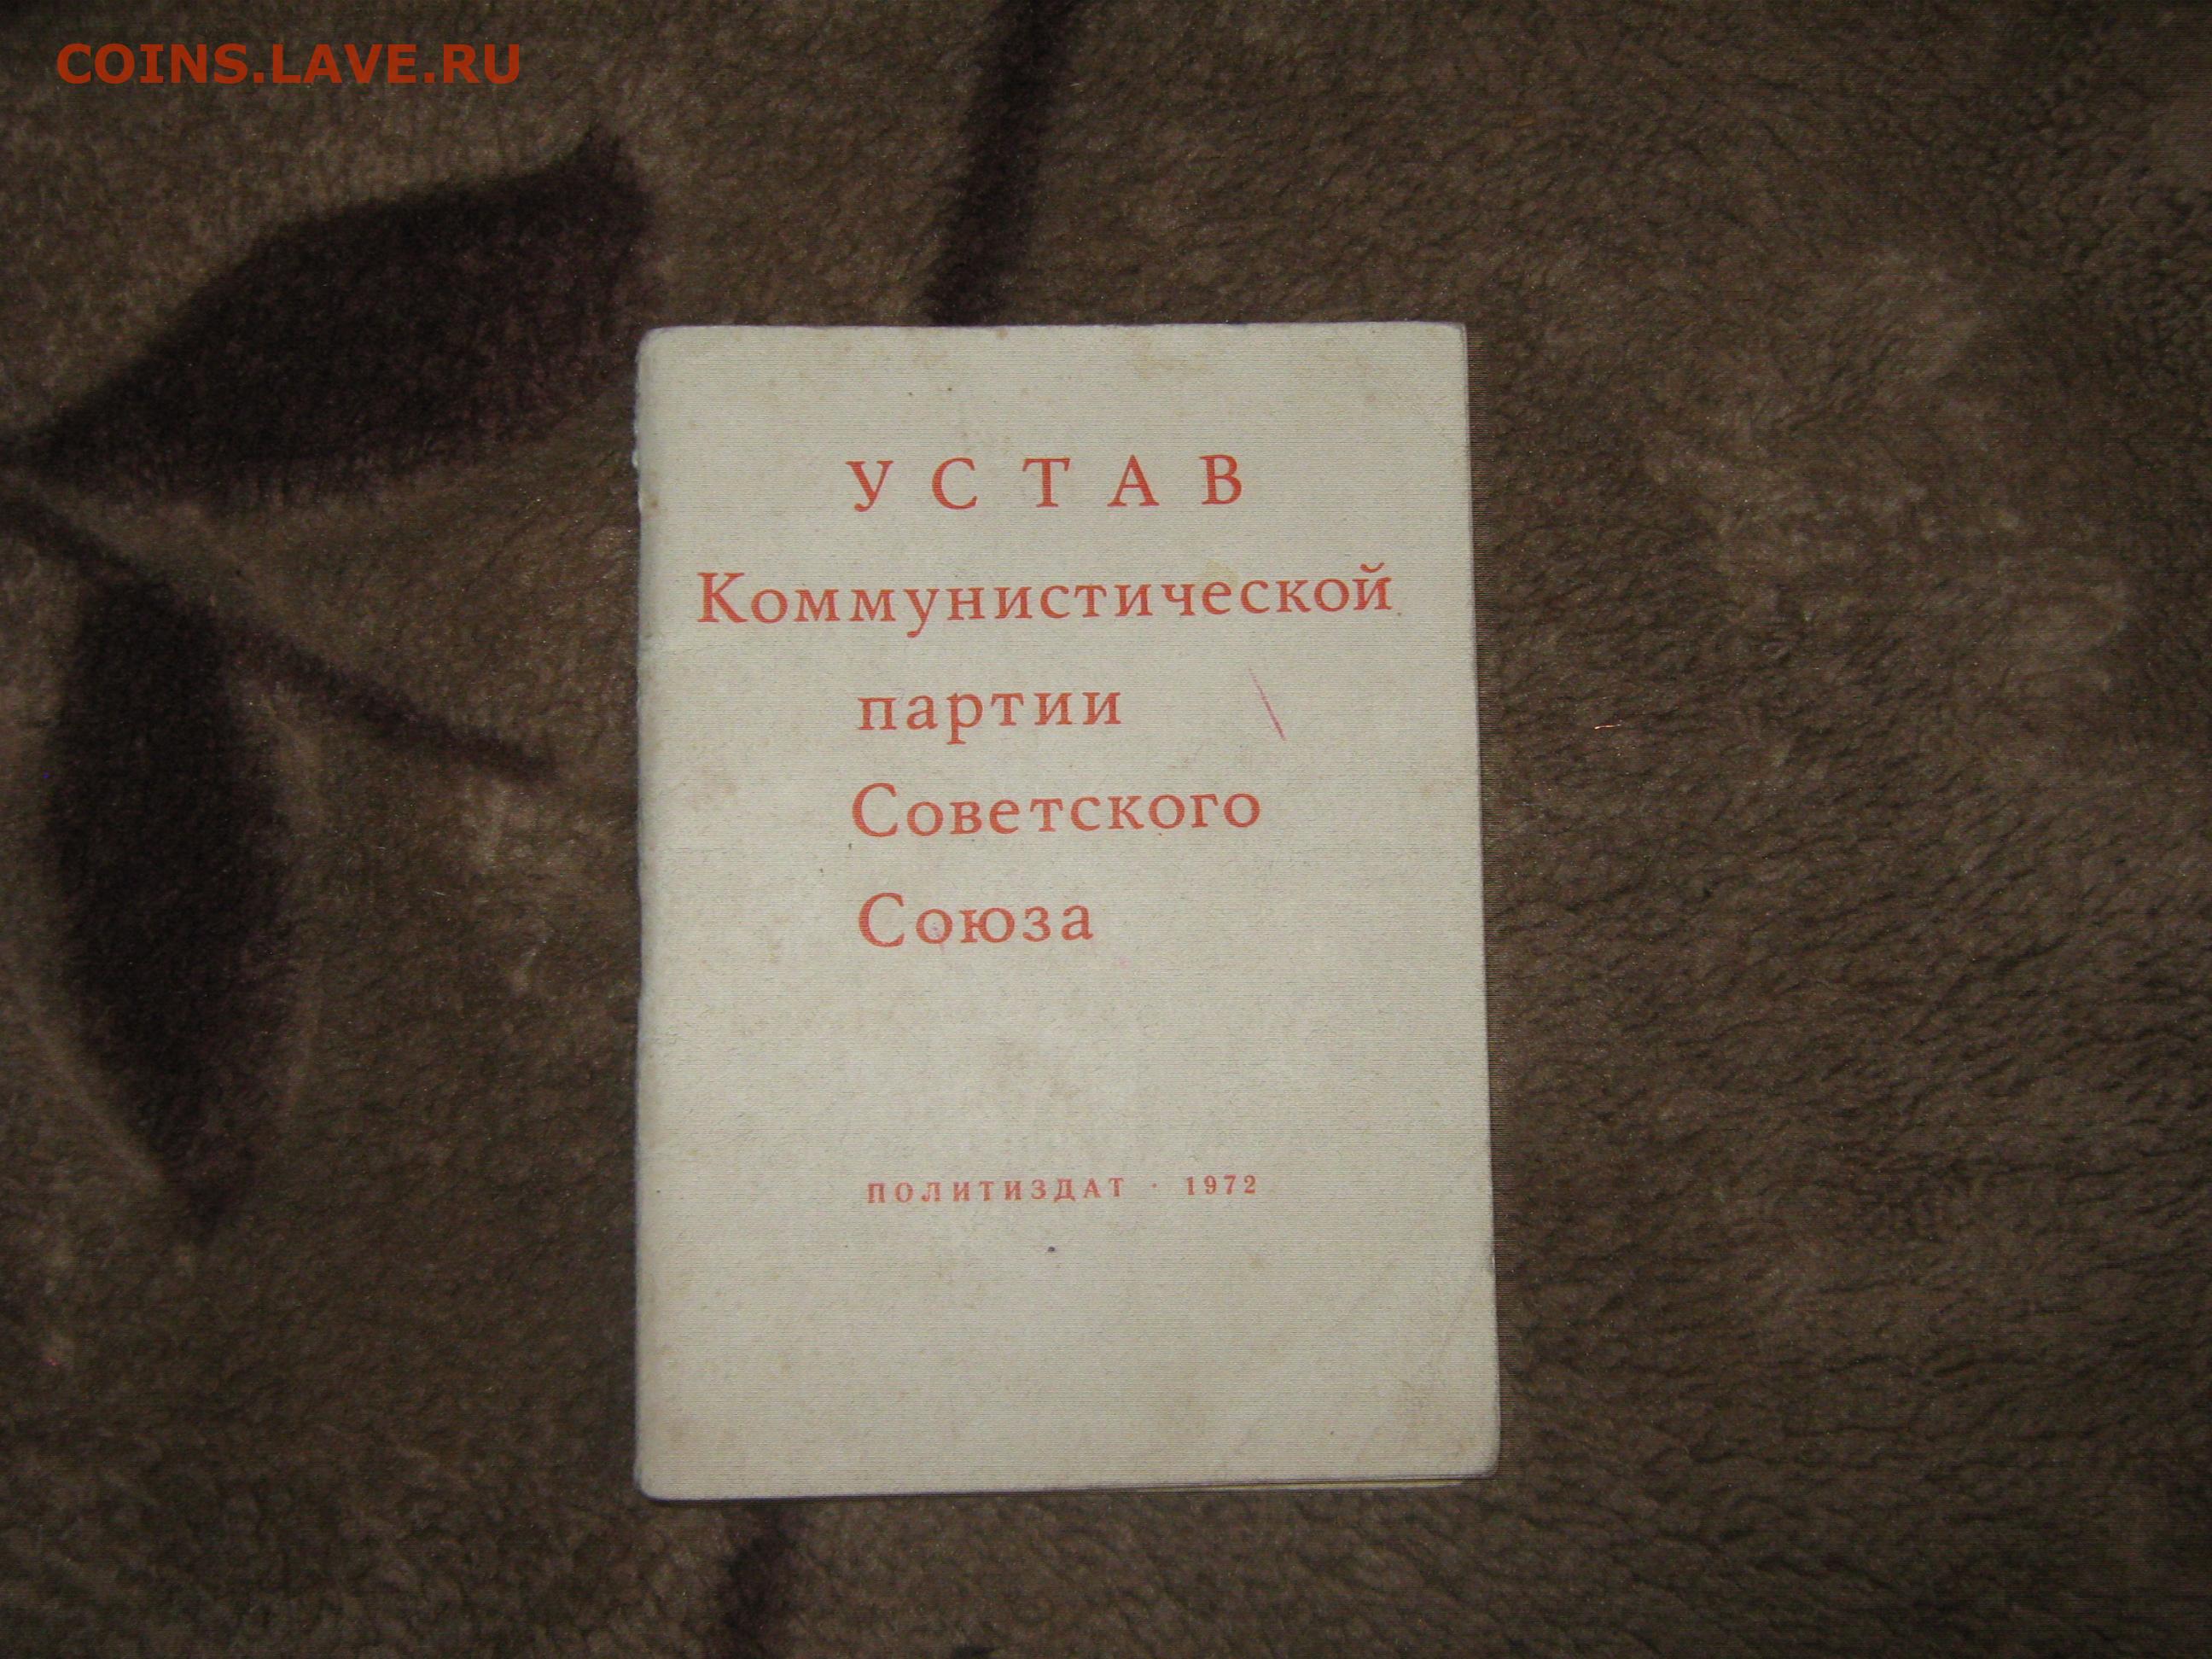 COINS.LAVE.RU
УСТАВ
Коммунистической
партии
Советского
Союза
ПОЛИТИЗДАТ · 1972